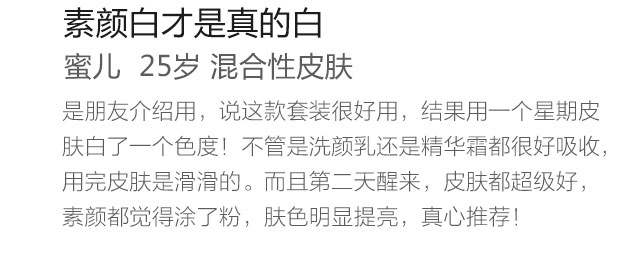 素颜白才是真的白
蜜儿 25岁 混合性皮肤
是朋友介绍用，说这款套装很好用，结果用一个星期皮
肤白了一个色度！不管是洗颜乳还是精华霜都很好吸收，
用完皮肤是滑滑的。而且第二天醒来，皮肤都超级好，
素颜都觉得涂了粉，肤色明显提亮，真心推荐！